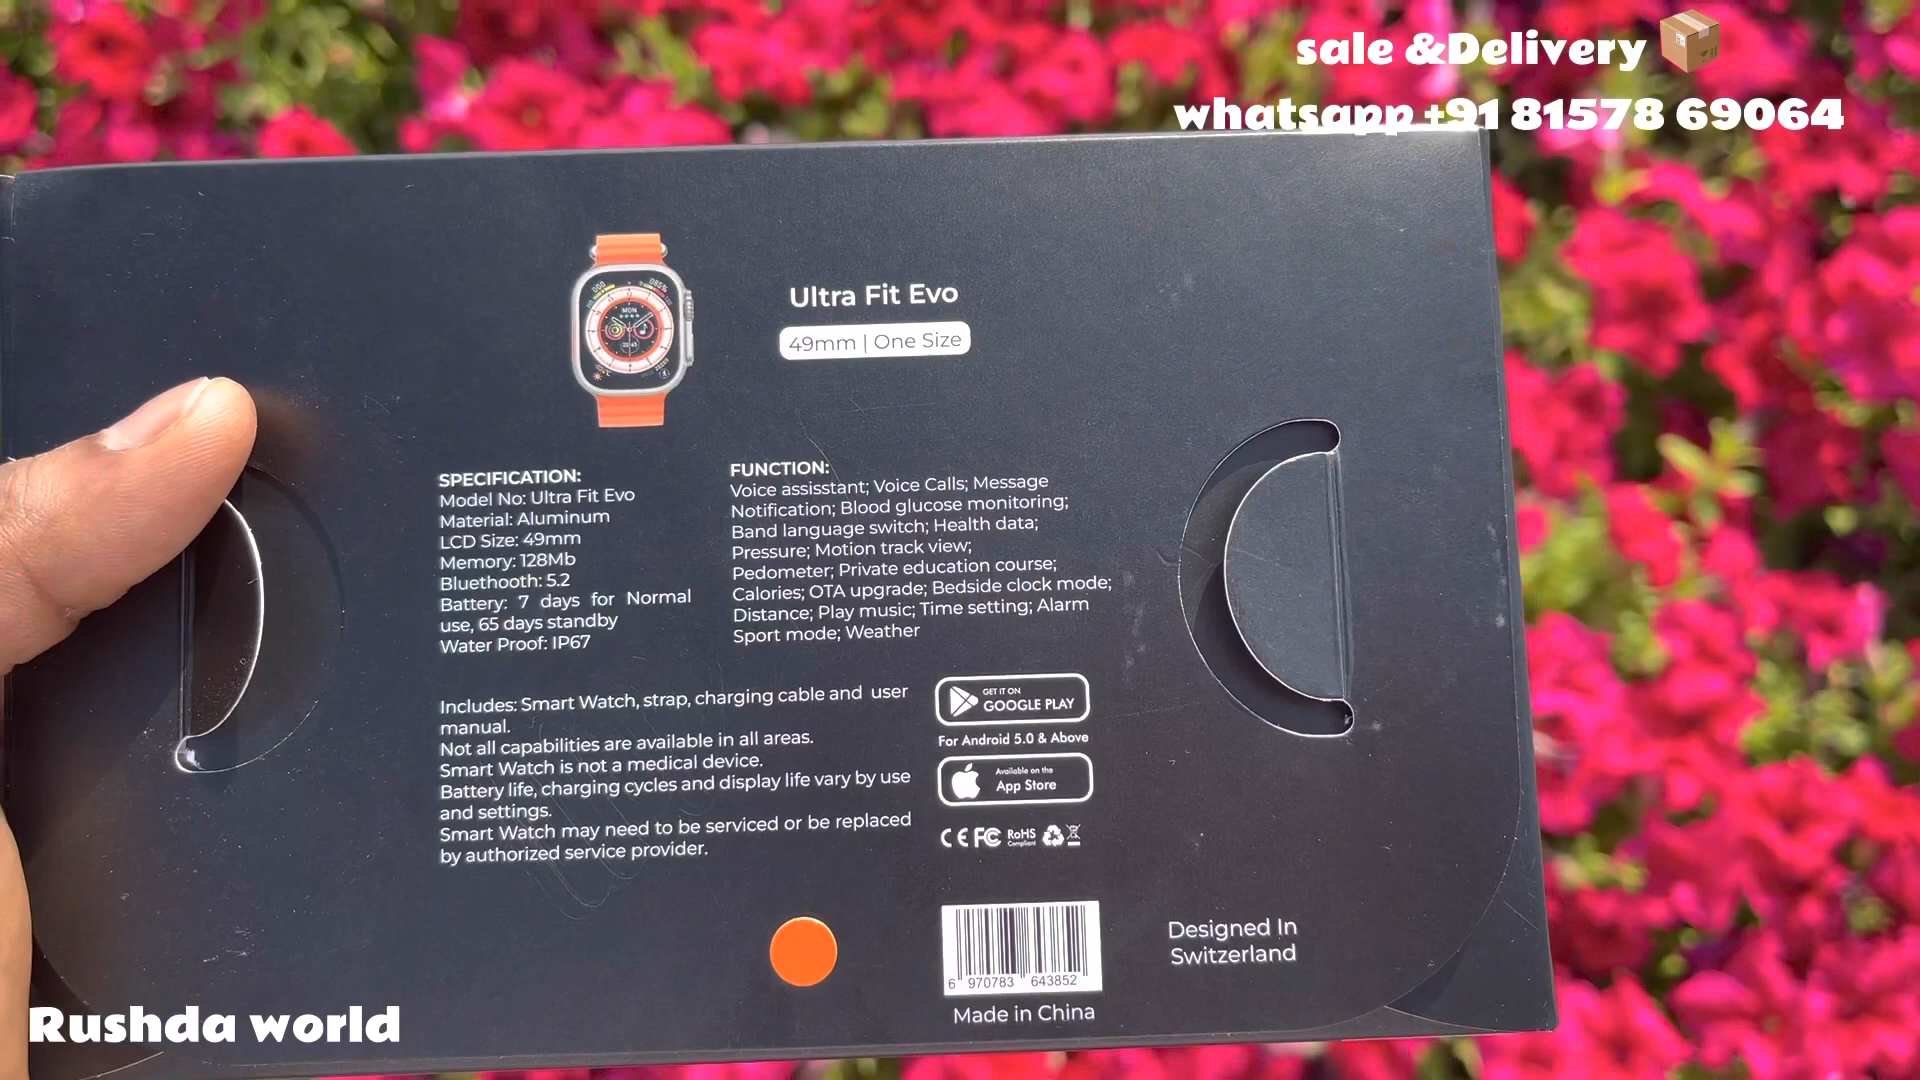 sale &Delivery
whatsapp +91 81578 69064
Ultra Fit Evo
49mm | One Size
SPECIFICATION:
Model No: Ultra Fit Evo
Material: Aluminum
LCD Size: 49mm
Memory: 128Mb
Bluethooth: 5.2
Battery: 7 days for Normal
use, 65 days standby
Water Proof: IP67
FUNCTION:
Voice assisstant; Voice Calls; Message
Notification; Blood glucose monitoring;
Band language switch; Health data;
Pressure; Motion track view;
Pedometer; Private education course;
Calories; OTA upgrade; Bedside clock mode;
Distance; Play music; Time setting; Alarm
Sport mode; Weather
Includes: Smart Watch, strap, charging cable and user
manual.
Not all capabilities are available in all areas.
Smart Watch is not a medical device.
Battery life, charging cycles and display life vary by use
and settings.
Smart Watch may need to be serviced or be replaced
by authorized service provider.
GET IT ON
GOOGLE PLAY
For Android 5.0 & Above
Available on the
App Store
CE FC RoHS
Compliant
6 970783 643852
Made in China
Designed In
Switzerland
Rushda world